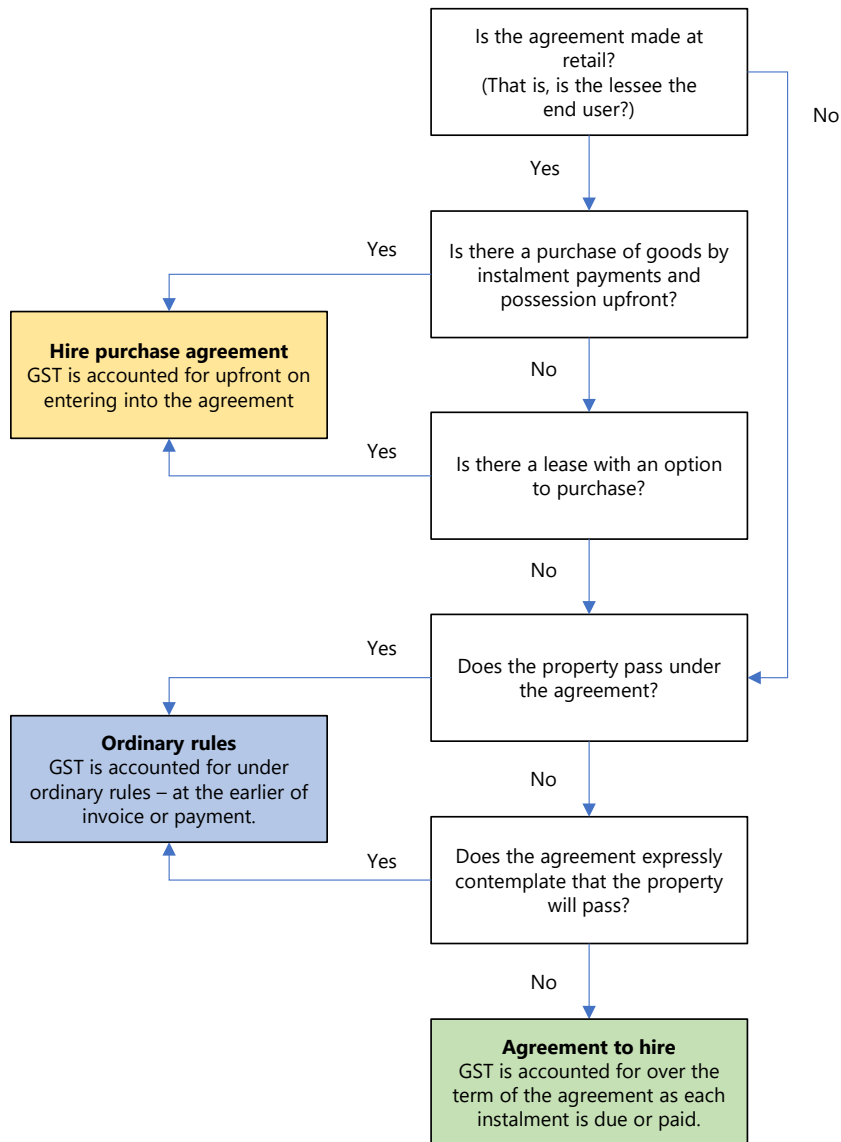 Is the agreement made at
retail?
(That is, is the lessee the
end user?)
No
Yes
Yes
Is there a purchase of goods by
instalment payments and
possession upfront?
Hire purchase agreement
GST is accounted for upfront on
entering into the agreement
No
Yes
Is there a lease with an option
to purchase?
No
Yes
Does the property pass under
the agreement?
Ordinary rules
GST is accounted for under
ordinary rules – at the earlier of
invoice or payment.
No
Yes
Does the agreement expressly
contemplate that the property
will pass?
No
Agreement to hire
GST is accounted for over the
term of the agreement as each
instalment is due or paid.